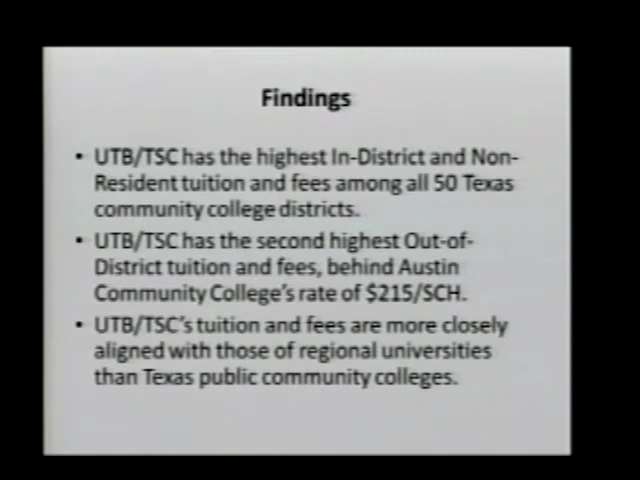 Findings
• UTB/TSC has the highest In-District and Non-
Resident tuition and fees among all 50 Texas
community college districts.
• UTB/TSC has the second highest Out-of-
District tuition and fees, behind Austin
Community College's rate of $215/SCH.
• UTB/TSC's tuition and fees are more closely
aligned with those of regional universities
than Texas public community colleges.